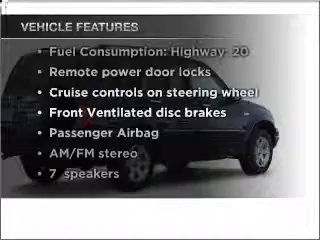 VEHICLE FEATURES
• Fuel Consumption: Highway: 20
• Remote power door locks
• Cruise controls on steering wheel
• Front Ventilated disc brakes
• Passenger Airbag
• AM/FM stereo
• 7 speakers